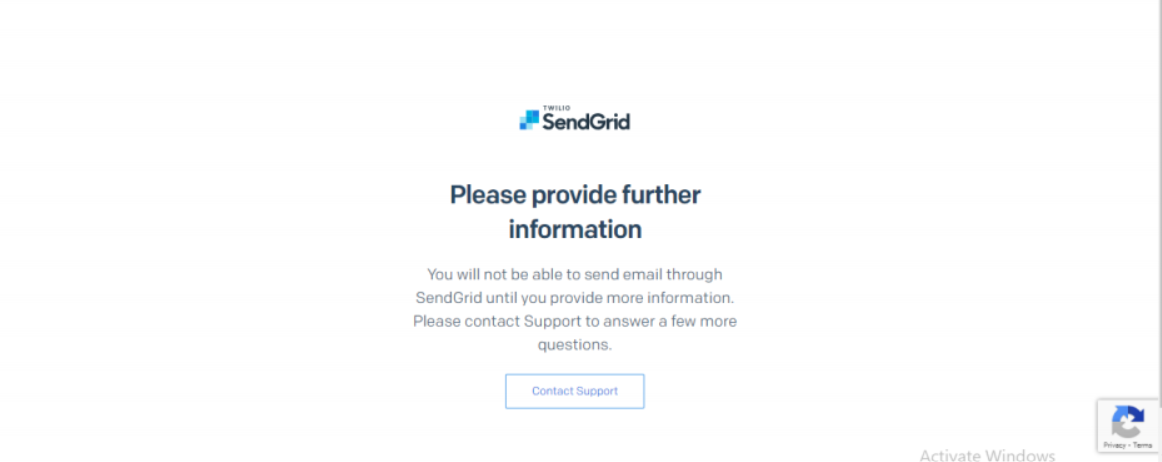 TWILIO
SendGrid
Please provide further
information
You will not be able to send email through
SendGrid until you provide more information.
Please contact Support to answer a few more
questions.
Contact Support
Privacy - Terms
Activate Windows